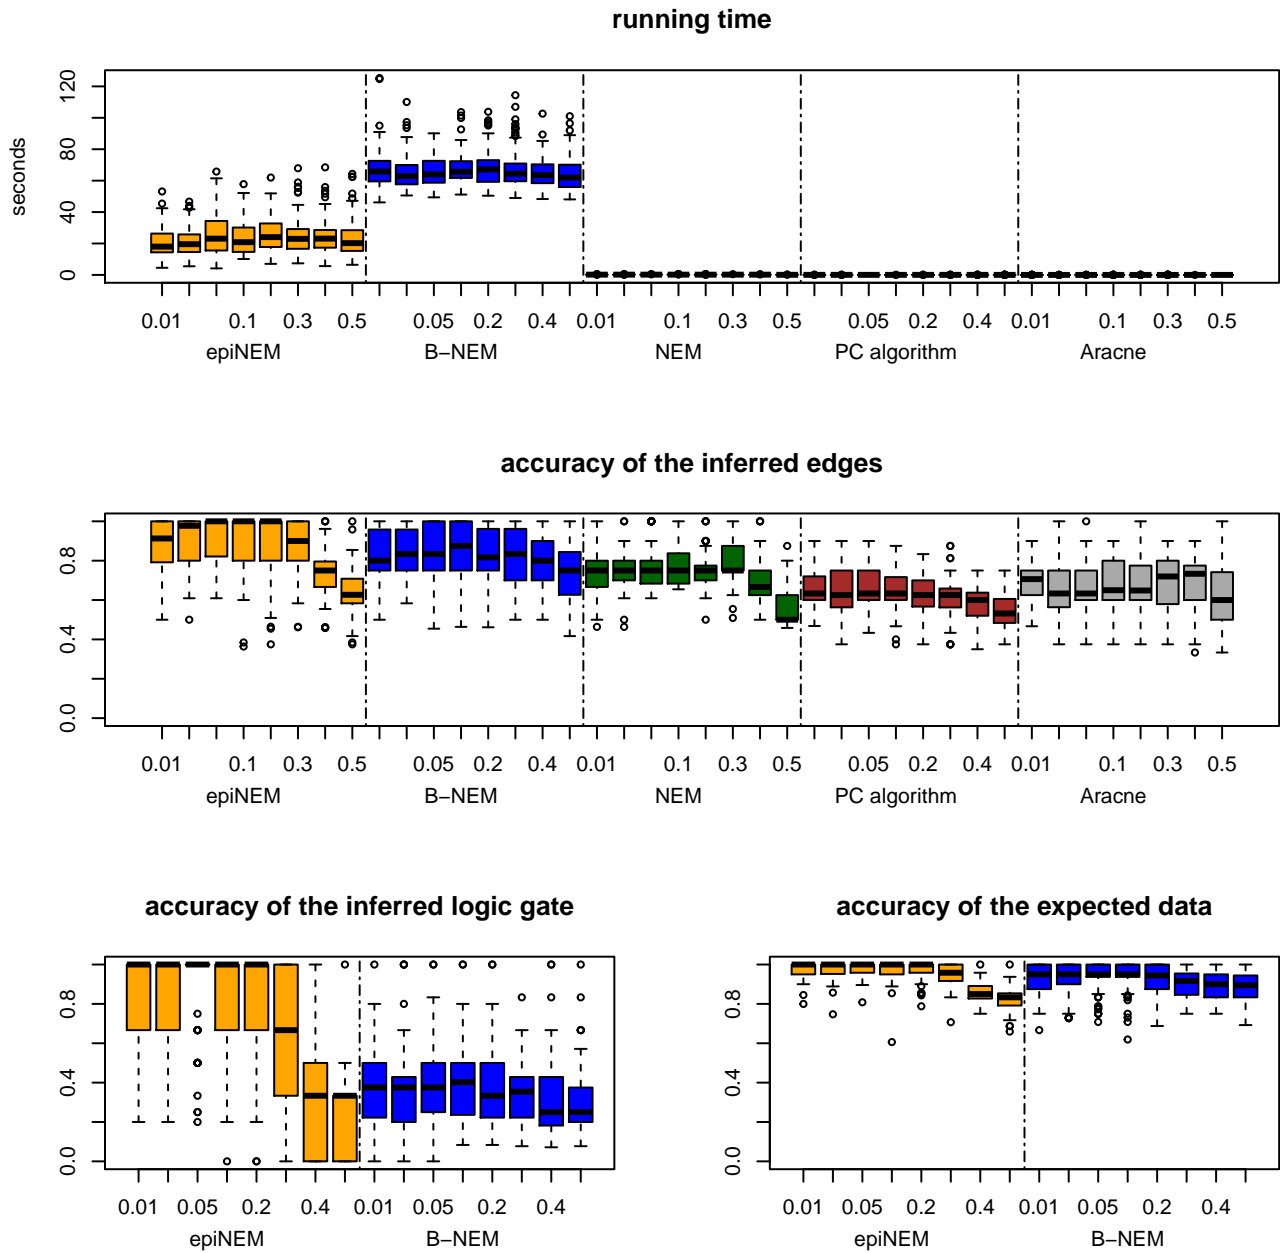 running time
seconds
120
80
40
0
0.01 0.1 0.3 0.5 0.05 0.2 0.4 0.01 0.1 0.3 0.05 0.2 0.4 0.01 0.1 0.3 0.5
epiNEM B−NEM NEM PC algorithm Aracne
accuracy of the inferred edges
0.8
0.4
0.0
0.01 0.1 0.3 0.5 0.05 0.2 0.4 0.01 0.1 0.3 0.05 0.2 0.4 0.01 0.1 0.3 0.5
epiNEM B−NEM NEM PC algorithm Aracne
accuracy of the inferred logic gate
0.8
0.4
0.0
0.01 0.05 0.2 0.4 0.01 0.05 0.2 0.4
epiNEM B−NEM
accuracy of the expected data
0.8
0.4
0.0
0.01 0.05 0.2 0.4 0.01 0.05 0.2 0.4
epiNEM B−NEM